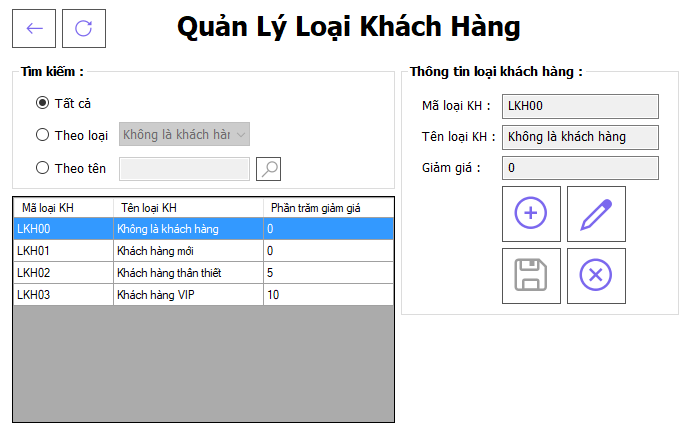 Quản Lý Loại Khách Hàng
Tìm kiếm :
Tất cả
Theo loại
Không là khách hàn
Theo tên
Mã loại KH Tên loại KH Phần trăm giảm giá
LKH00 Không là khách hàng 0
LKH01 Khách hàng mới 0
LKH02 Khách hàng thân thiết 5
LKH03 Khách hàng VIP 10
Thông tin loại khách hàng :
Mã loại KH : LKH00
Tên loại KH : Không là khách hàng
Giảm giá : 0